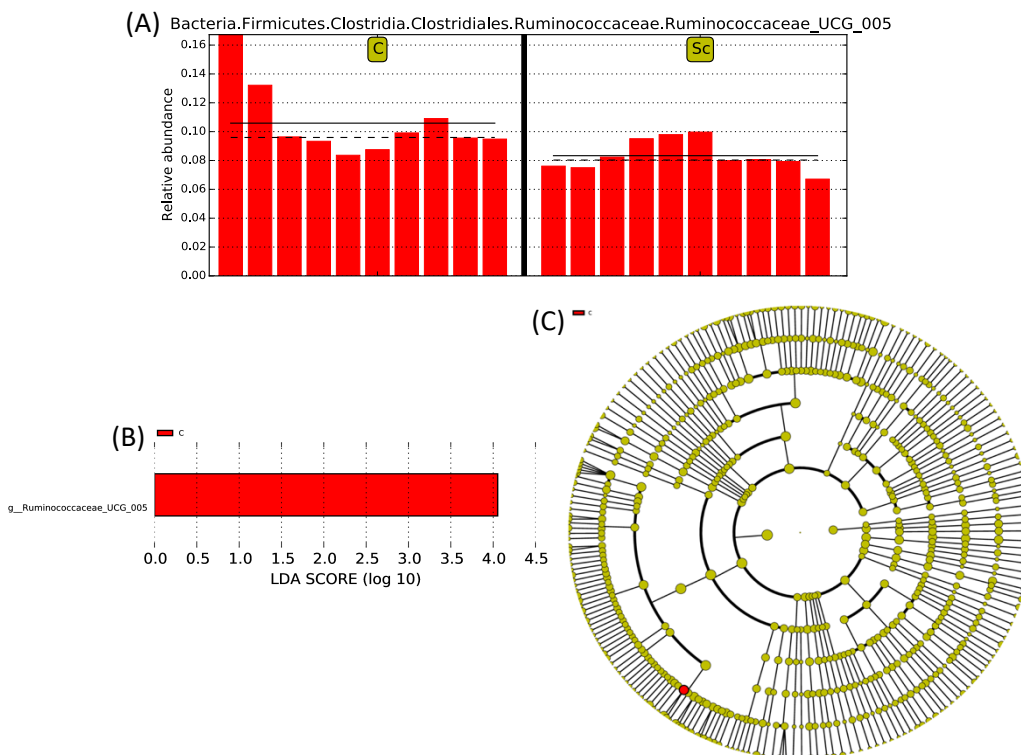 (A) Bacteria.Firmicutes.Clostridia.Clostridiales.Ruminococcaceae.Ruminococcaceae_UCG_005
C
Sc
0.16
0.14
0.12
0.10
0.08
0.06
0.04
0.02
0.00
Relative abundance
(B)
c
g__Ruminococcaceae_UCG_005
0.0 0.5 1.0 1.5 2.0 2.5 3.0 3.5 4.0 4.5
LDA SCORE (log 10)
(C)
c